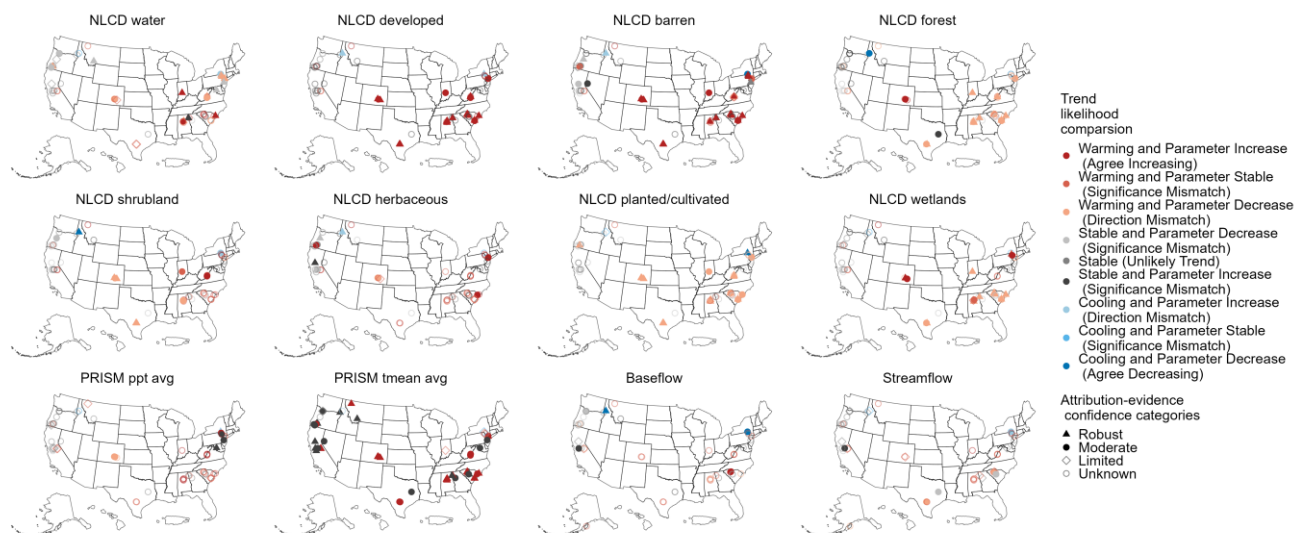 NLCD water
NLCD developed
NLCD barren
NLCD forest
NLCD shrubland
NLCD herbaceous
NLCD planted/cultivated
NLCD wetlands
PRISM ppt avg
PRISM tmean avg
Baseflow
Streamflow
Trend
likelihood
comparsion
Warming and Parameter Increase
(Agree Increasing)
Warming and Parameter Stable
(Significance Mismatch)
Warming and Parameter Decrease
(Direction Mismatch)
Stable and Parameter Decrease
(Significance Mismatch)
Stable (Unlikely Trend)
Stable and Parameter Increase
(Significance Mismatch)
Cooling and Parameter Increase
(Direction Mismatch)
Cooling and Parameter Stable
(Significance Mismatch)
Cooling and Parameter Decrease
(Agree Decreasing)
Attribution-evidence
confidence categories
Robust
Moderate
Limited
Unknown